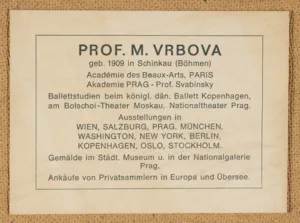 PROF. M. VRBOVA
geb. 1909 in Schinkau (Böhmen)
Académie des Beaux-Arts, PARIS
Akademie PRAG - Prof. Svabinsky
Ballettstudien beim königl. dän. Ballett Kopenhagen,
am Bolschoi-Theater Moskau, Nationaltheater Prag.
Ausstellungen in
WIEN, SALZBURG, PRAG, MÜNCHEN,
WASHINGTON, NEW YORK, BERLIN,
KOPENHAGEN, OSLO, STOCKHOLM.
Gemälde im Städt. Museum u. in der Nationalgalerie
Prag.
Ankäufe von Privatsammlern in Europa und Übersee.